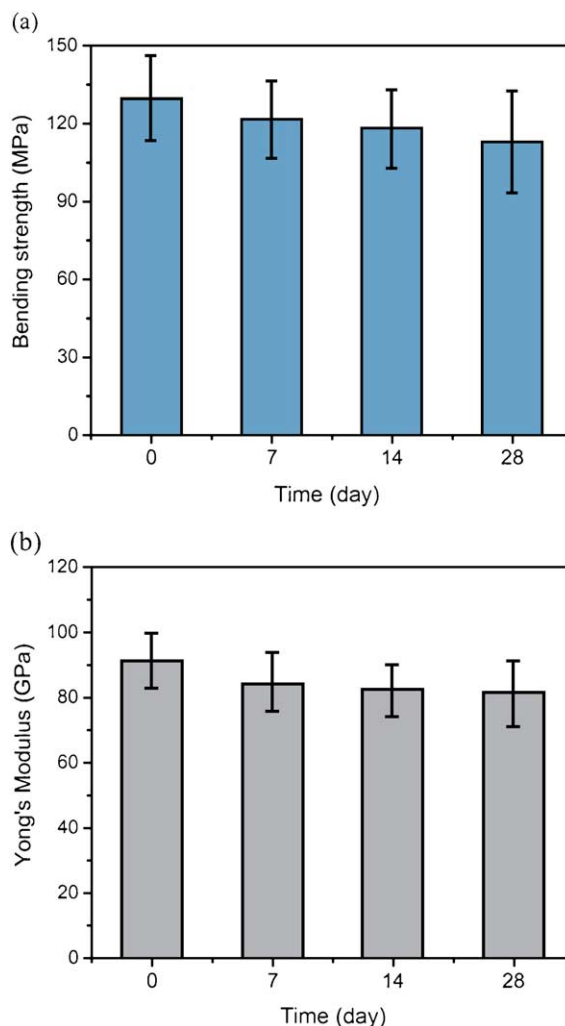 (a)
150
120
90
60
30
0
Bending strength (MPa)
0 7 14 28
Time (day)
(b)
120
100
80
60
40
20
0
Yong's Modulus (GPa)
0 7 14 28
Time (day)